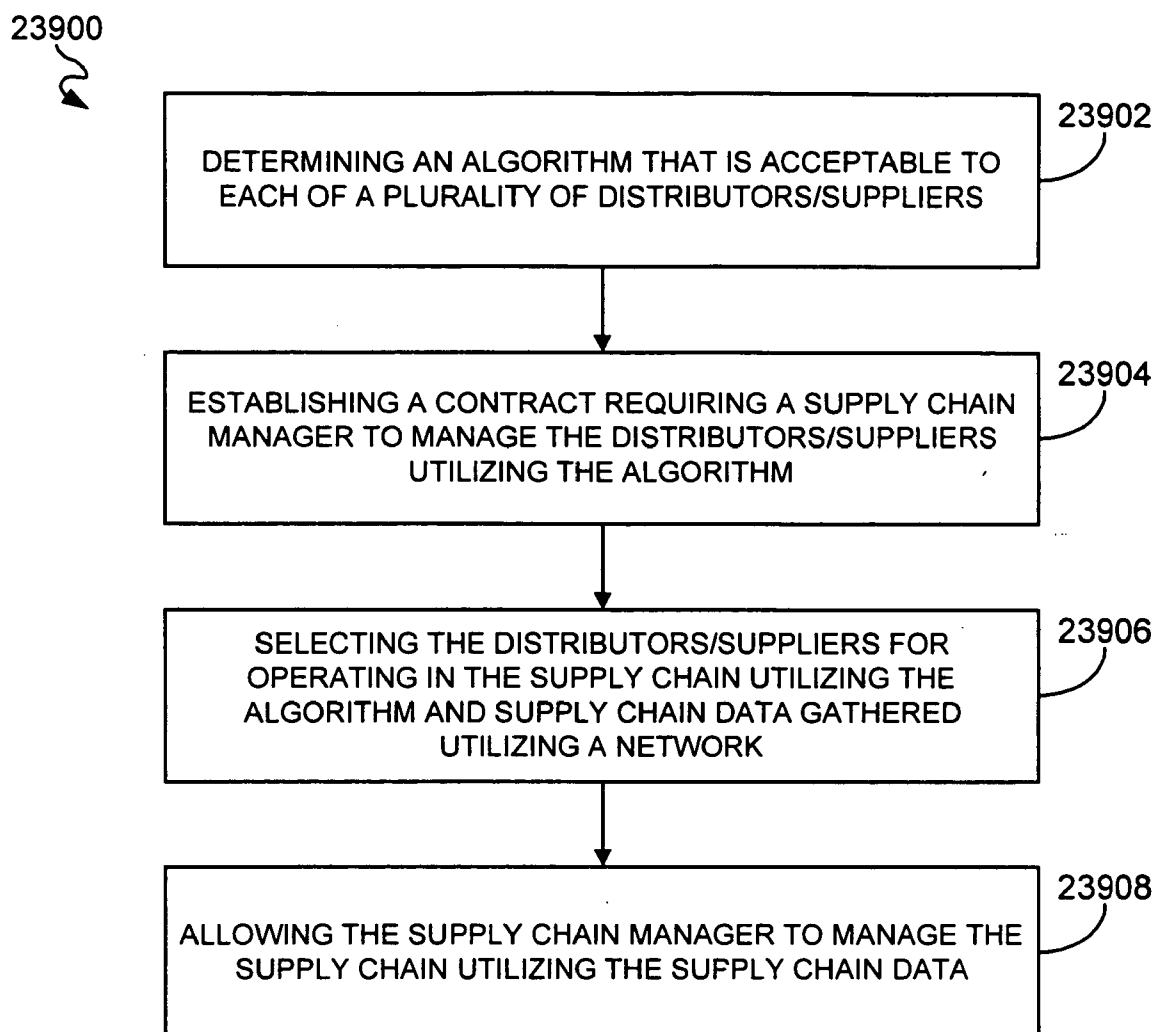 23900
23902
DETERMINING AN ALGORITHM THAT IS ACCEPTABLE TO
EACH OF A PLURALITY OF DISTRIBUTORS/SUPPLIERS
23904
ESTABLISHING A CONTRACT REQUIRING A SUPPLY CHAIN
MANAGER TO MANAGE THE DISTRIBUTORS/SUPPLIERS
UTILIZING THE ALGORITHM
23906
SELECTING THE DISTRIBUTORS/SUPPLIERS FOR
OPERATING IN THE SUPPLY CHAIN UTILIZING THE
ALGORITHM AND SUPPLY CHAIN DATA GATHERED
UTILIZING A NETWORK
23908
ALLOWING THE SUPPLY CHAIN MANAGER TO MANAGE THE
SUPPLY CHAIN UTILIZING THE SUPPLY CHAIN DATA